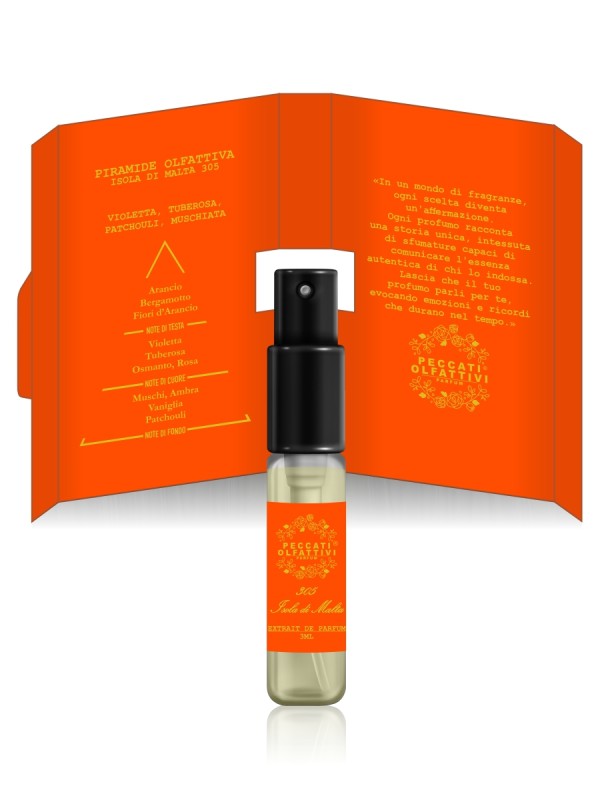 PIRAMIDE OLFATTIVA
ISOLA DI MALTA 305
VIOLETTA, TUBEROSA,
PATCHOULI, MUSCHIATA
Arancio
Bergamotto
Fiori d'Arancio
NOTE DI TESTA
Violetta
Tuberosa
Osmanto, Rosa
NOTE DI CUORE
Muschi, Ambra
Vaniglia
Patchouli
NOTE DI FONDO
«In un mondo di fragranze,
ogni scelta diventa
un'affermazione.
Ogni profumo racconta
una storia unica, intessuta
di sfumature capaci di
comunicare l'essenza
autentica di chi lo indossa.
Lascia che il tuo
profumo parli per te,
evocando emozioni e ricordi
che durano nel tempo.»
PECCATI
OLFATTIVI
PARFUM
PECCATI
OLFATTIVI
PARFUM
305
Isola di Malta
EXTRAIT DE PARFUM
3ML